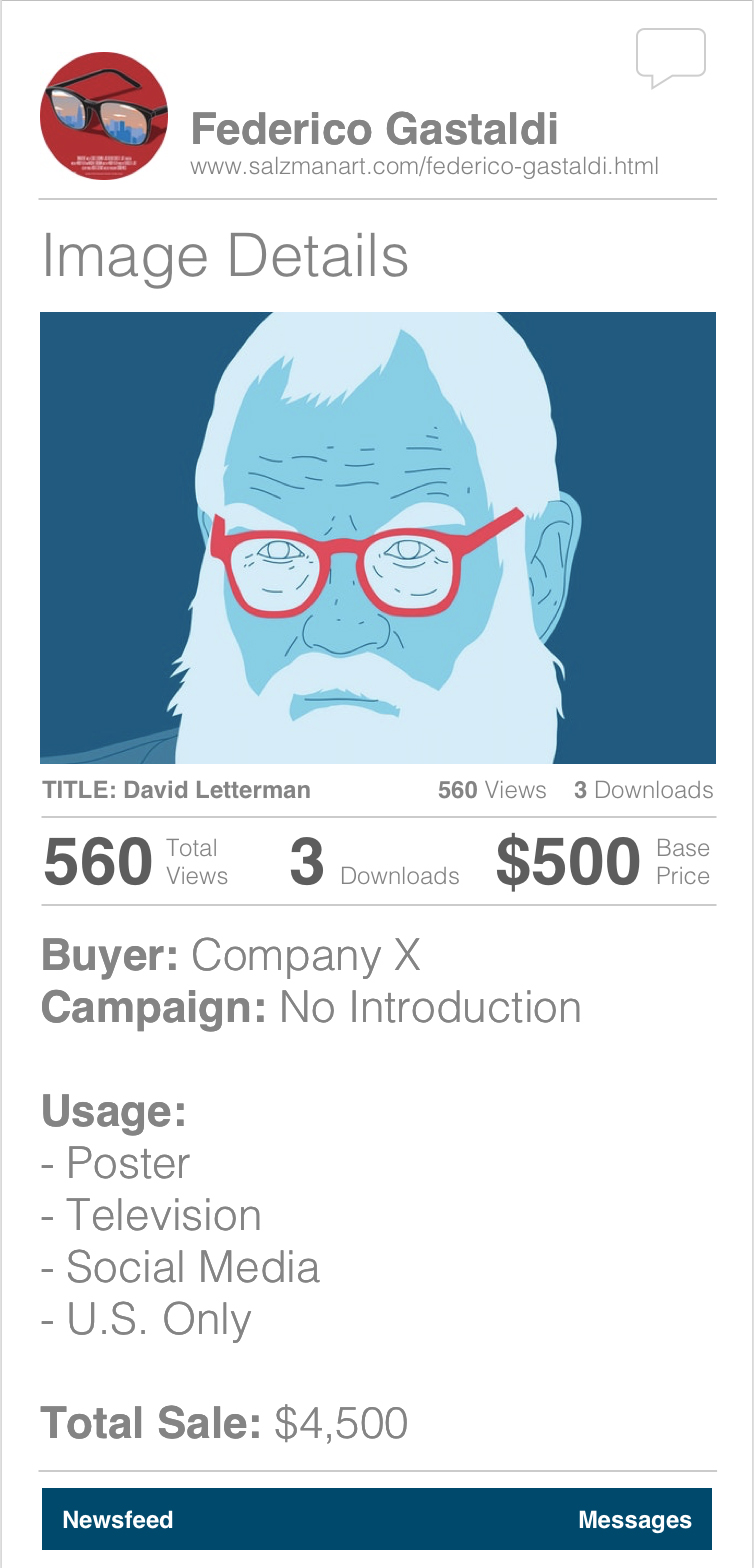 Federico Gastaldi
www.salzmanart.com/federico-gastaldi.html
Image Details
TITLE: David Letterman 560 Views 3 Downloads
560 Total Views 3 Downloads $500 Base Price
Buyer: Company X
Campaign: No Introduction
Usage:
- Poster
- Television
- Social Media
- U.S. Only
Total Sale: $4,500
Newsfeed Messages